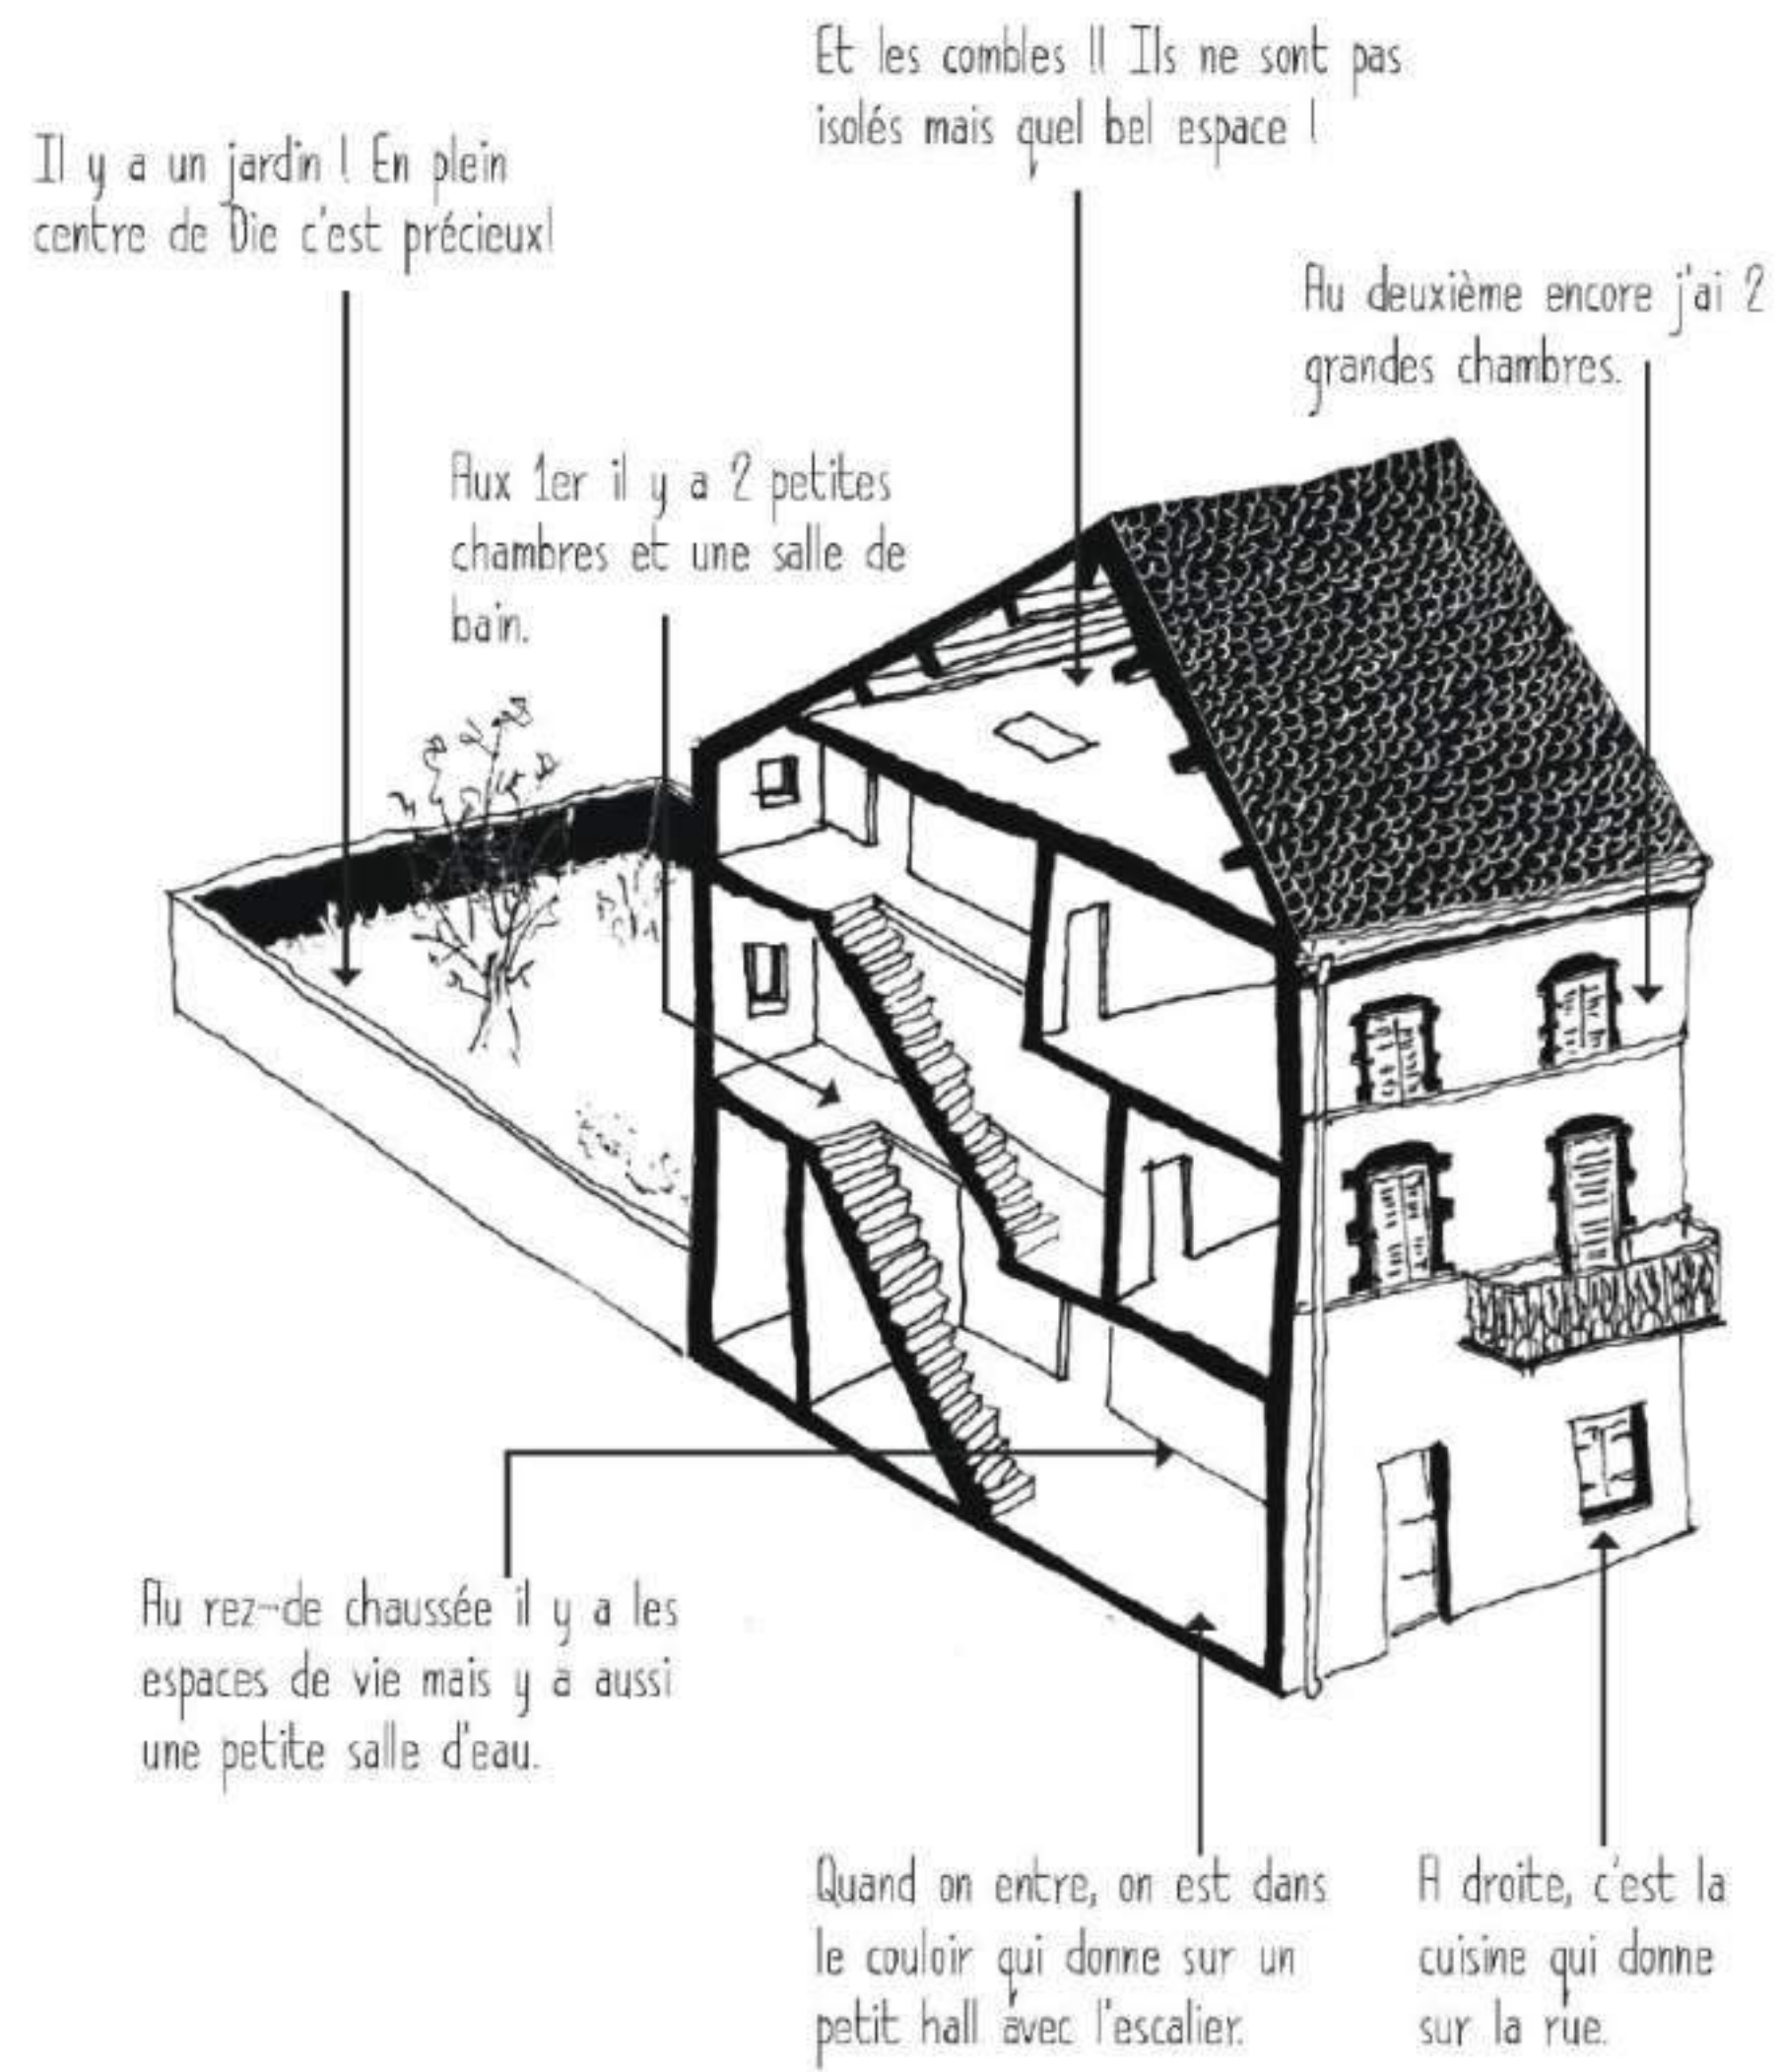 Et les combles !! Ils ne sont pas
isolés mais quel bel espace !
Il y a un jardin ! En plein
centre de Die c'est précieux!
Au deuxième encore j'ai 2
grandes chambres.
Aux 1er il y a 2 petites
chambres et une salle de
bain.
Au rez-de chaussée il y a les
espaces de vie mais y a aussi
une petite salle d'eau.
Quand on entre, on est dans
le couloir qui donne sur un
petit hall avec l'escalier.
A droite, c'est la
cuisine qui donne
sur la rue.